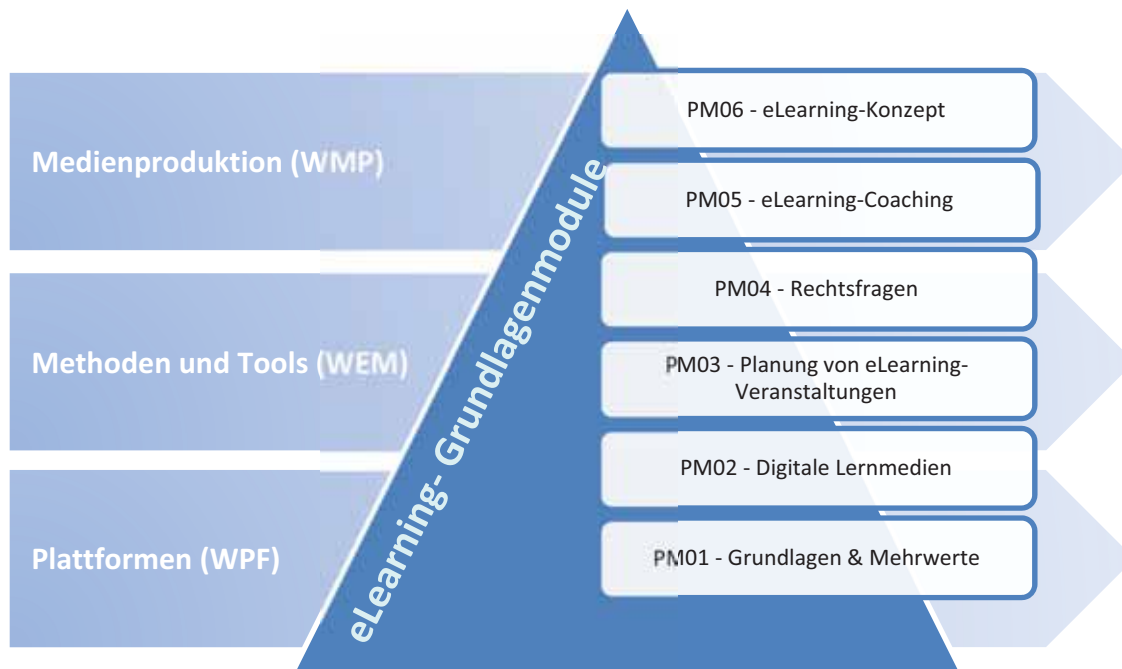 Medienproduktion (WMP)
Methoden und Tools (WEM)
Plattformen (WPF)
eLearning- Grundlagenmodule
PM06 - eLearning-Konzept
PM05 - eLearning-Coaching
PM04 - Rechtsfragen
PM03 - Planung von eLearning-
Veranstaltungen
PM02 - Digitale Lernmedien
PM01 - Grundlagen & Mehrwerte